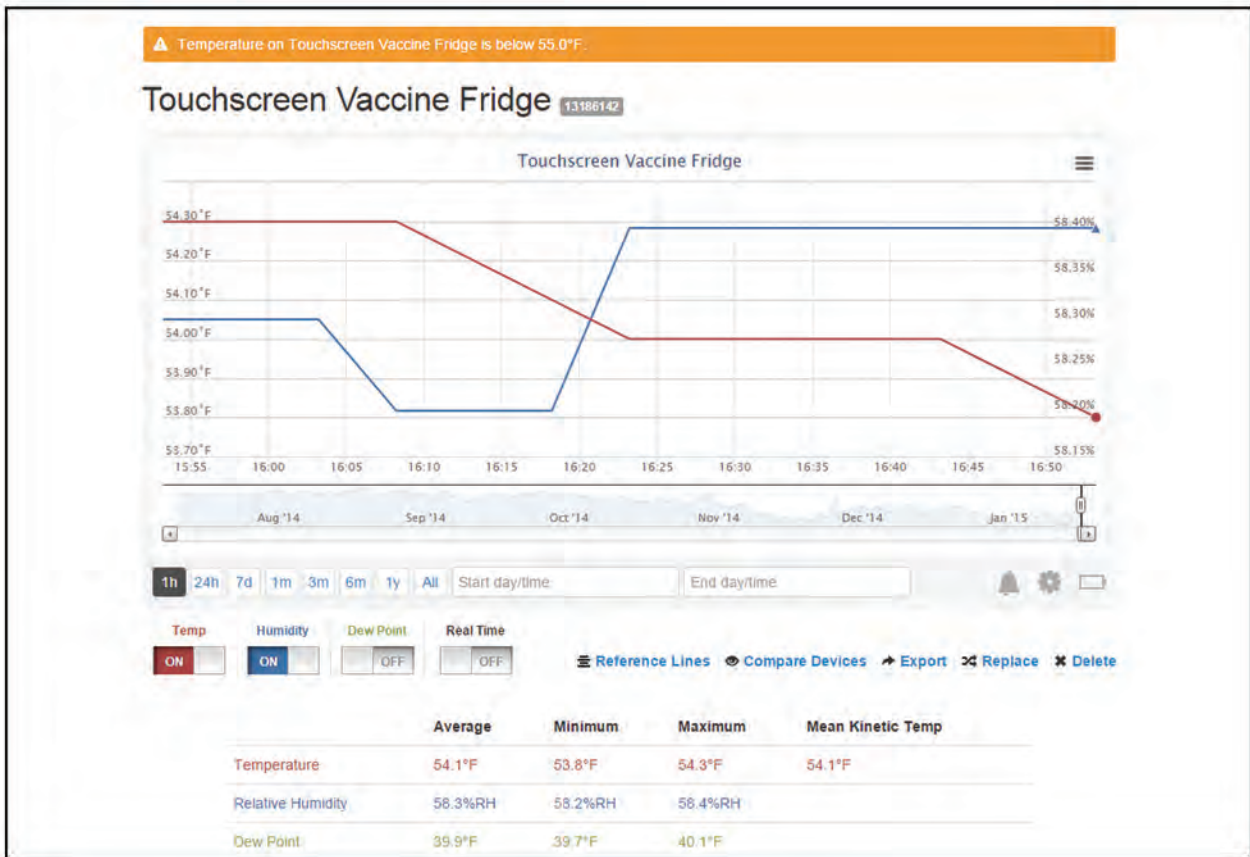 Temperature on Touchscreen Vaccine Fridge is below 55.0°F.
Touchscreen Vaccine Fridge 13186142
Touchscreen Vaccine Fridge
54.30°F 58.40%
54.20°F 58.35%
54.10°F 58.30%
54.00°F
53.90°F 58.25%
53.80°F 58.20%
53.70°F 58.15%
15:55 16:00 16:05 16:10 16:15 16:20 16:25 16:30 16:35 16:40 16:45 16:50
Aug '14 Sep '14 Oct '14 Nov '14 Dec '14 Jan '15
1h 24h 7d 1m 3m 6m 1y All Start day/time End day/time
Temp Humidity Dew Point Real Time
ON ON OFF OFF Reference Lines Compare Devices Export Replace Delete
Average Minimum Maximum Mean Kinetic Temp
Temperature 54.1°F 53.8°F 54.3°F 54.1°F
Relative Humidity 58.3%RH 58.2%RH 58.4%RH
Dew Point 39.9°F 39.7°F 40.1°F